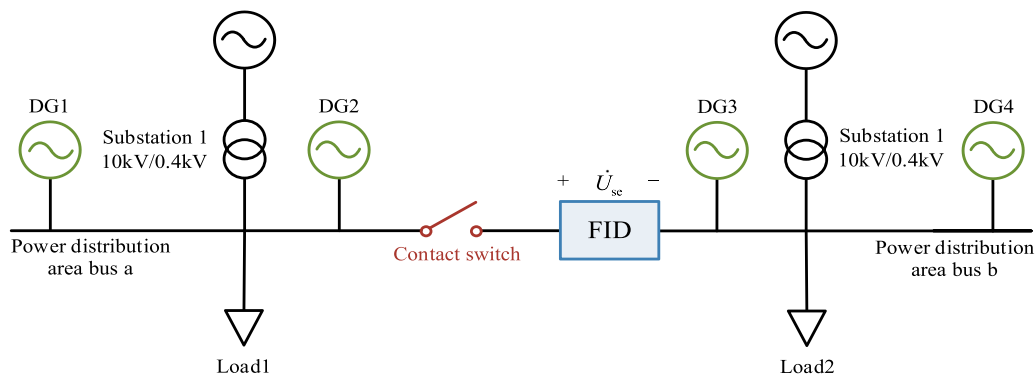 DG1
Substation 1
10kV/0.4kV
DG2
DG3
Substation 1
10kV/0.4kV
DG4
+ U̇se −
FID
Contact switch
Power distribution
area bus a
Power distribution
area bus b
Load1
Load2